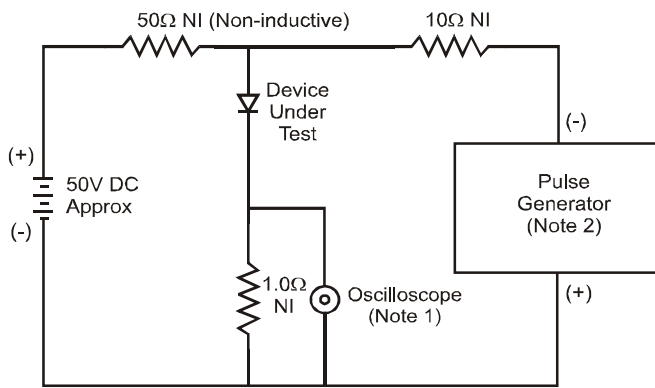 50Ω NI (Non-inductive)
10Ω NI
Device
Under
Test
(+)
50V DC
Approx
(-)
(-)
Pulse
Generator
(Note 2)
(+)
1.0Ω
NI
Oscilloscope
(Note 1)